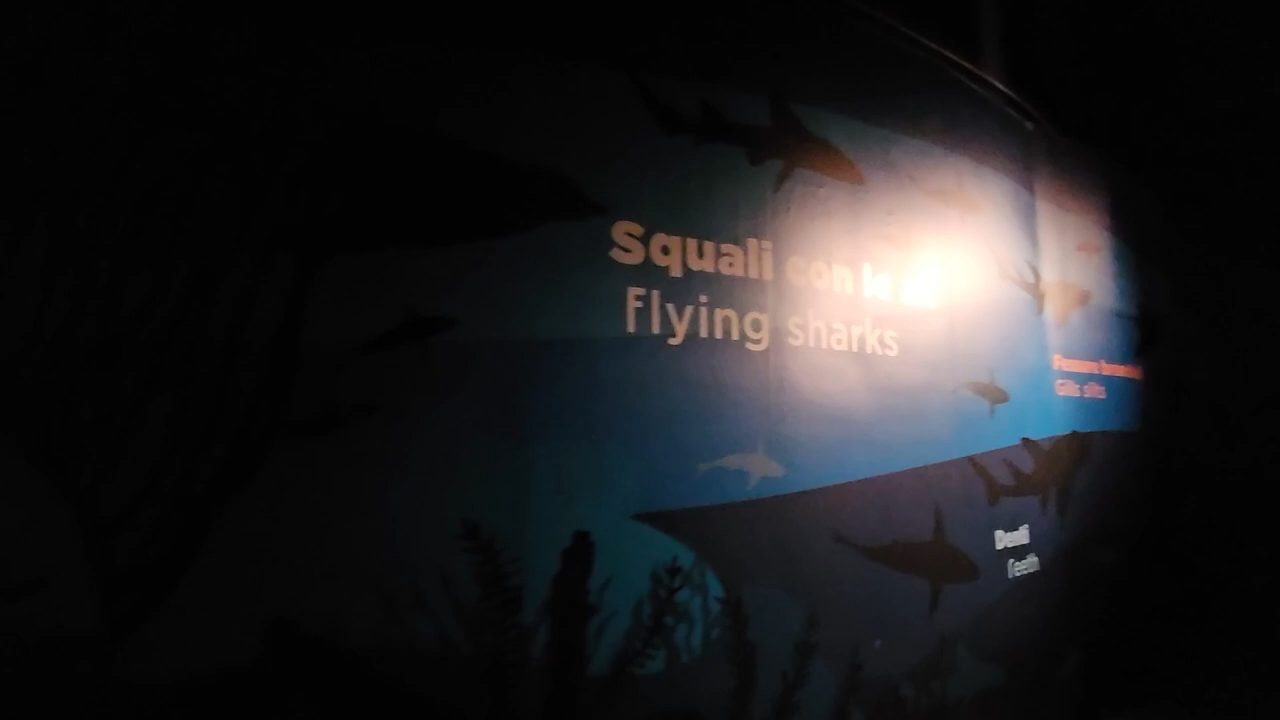 Squali con le
Flying sharks
Gills slits
Denti
Teeth